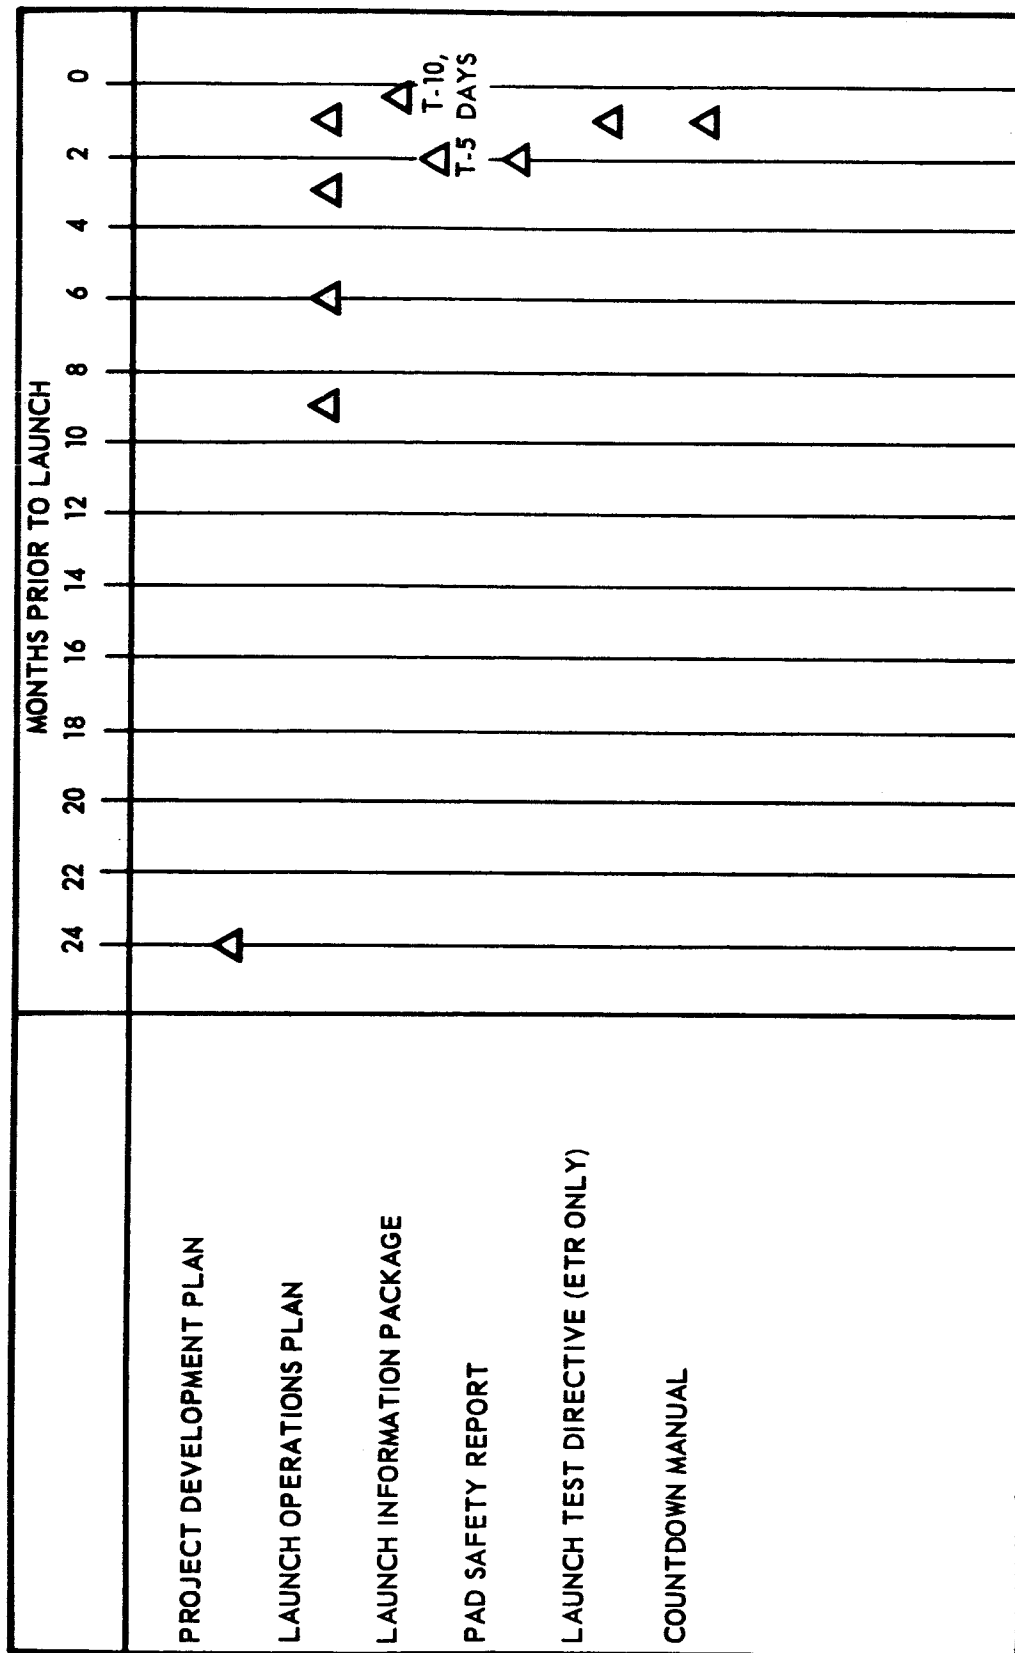 MONTHS PRIOR TO LAUNCH
24 22 20 18 16 14 12 10 8 6 4 2 0
PROJECT DEVELOPMENT PLAN
LAUNCH OPERATIONS PLAN
LAUNCH INFORMATION PACKAGE
T-10,
T-5 DAYS
PAD SAFETY REPORT
LAUNCH TEST DIRECTIVE (ETR ONLY)
COUNTDOWN MANUAL